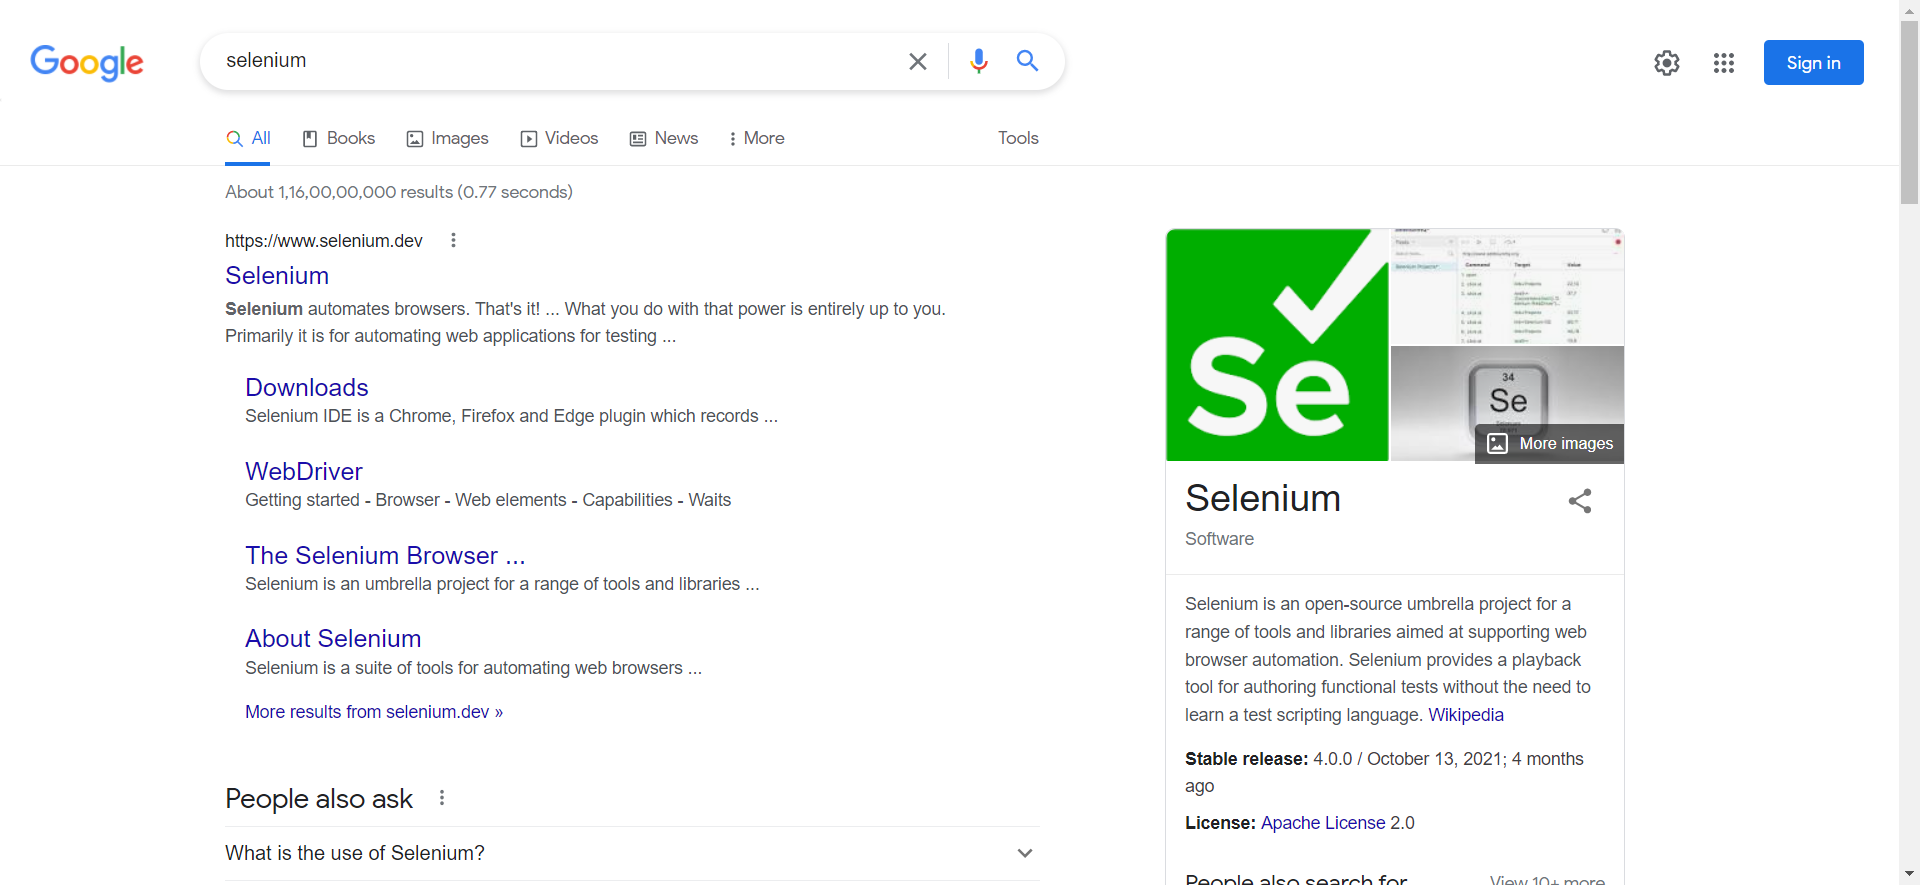 Google
selenium
Sign in
All
Books
Images
Videos
News
More
Tools
About 1,16,00,00,000 results (0.77 seconds)
https://www.selenium.dev
Selenium
Selenium automates browsers. That's it! ... What you do with that power is entirely up to you.
Primarily it is for automating web applications for testing ...
Downloads
Selenium IDE is a Chrome, Firefox and Edge plugin which records ...
WebDriver
Getting started - Browser - Web elements - Capabilities - Waits
The Selenium Browser ...
Selenium is an umbrella project for a range of tools and libraries ...
About Selenium
Selenium is a suite of tools for automating web browsers ...
More results from selenium.dev »
People also ask
What is the use of Selenium?
Se
Command Target Value
34
Se
More images
Selenium
Software
Selenium is an open-source umbrella project for a
range of tools and libraries aimed at supporting web
browser automation. Selenium provides a playback
tool for authoring functional tests without the need to
learn a test scripting language. Wikipedia
Stable release: 4.0.0 / October 13, 2021; 4 months
ago
License: Apache License 2.0
People also search for
View 10+ more